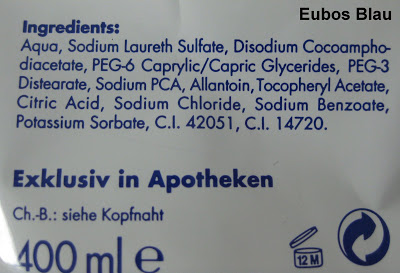 Eubos Blau
Ingredients:
Aqua, Sodium Laureth Sulfate, Disodium Cocoampho-
diacetate, PEG-6 Caprylic/Capric Glycerides, PEG-3
Distearate, Sodium PCA, Allantoin, Tocopheryl Acetate,
Citric Acid, Sodium Chloride, Sodium Benzoate,
Potassium Sorbate, C.I. 42051, C.I. 14720.
Exklusiv in Apotheken
Ch.-B.: siehe Kopfnaht
400 ml e
12 M